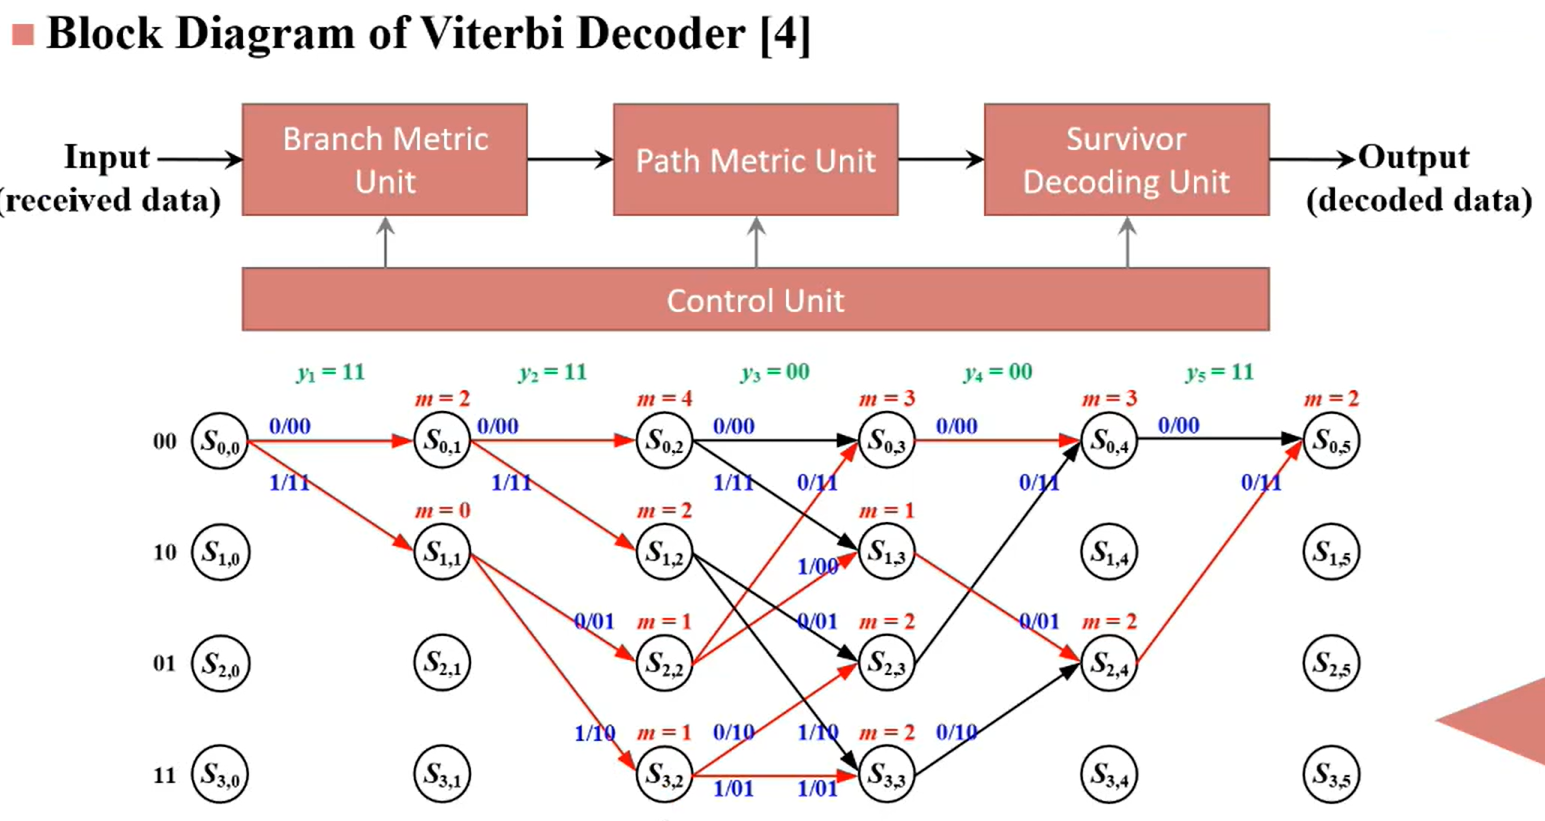 Block Diagram of Viterbi Decoder [4]
Input
(received data)
Branch Metric
Unit
Path Metric Unit
Survivor
Decoding Unit
Output
(decoded data)
Control Unit
y1 = 11 y2 = 11 y3 = 00 y4 = 00 y5 = 11
m = 2 m = 4 m = 3 m = 3 m = 2
0/00 0/00 0/00 0/00 0/00
00 S0,0 S0,1 S0,2 S0,3 S0,4 S0,5
1/11 1/11 1/11 0/11 0/11 0/11
m = 0 m = 2 m = 1
10 S1,0 S1,1 S1,2 S1,3 S1,4 S1,5
1/00
0/01 m = 1 0/01 m = 2 0/01 m = 2
01 S2,0 S2,1 S2,2 S2,3 S2,4 S2,5
1/10 m = 1 0/10 1/10 m = 2 0/10
11 S3,0 S3,1 S3,2 S3,3 S3,4 S3,5
1/01 1/01